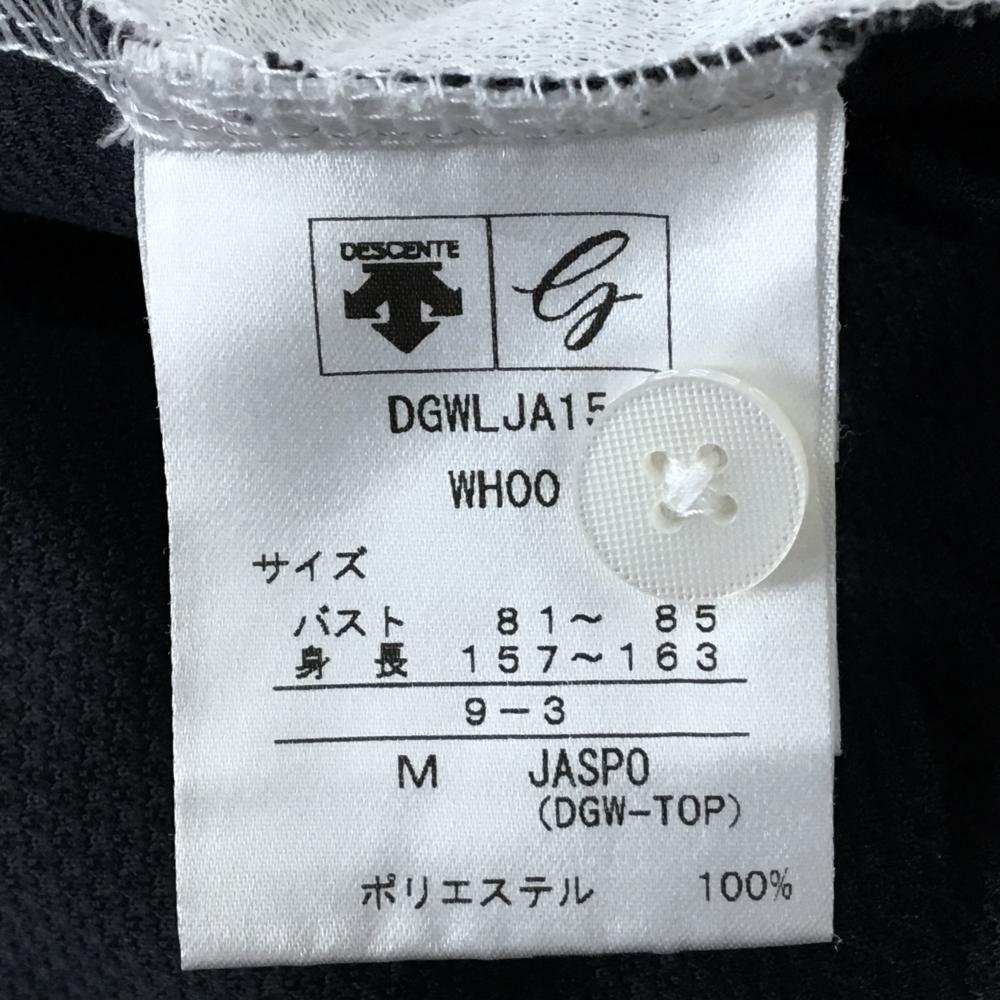 DESCENTE
G
DGWLJA15
WH00
サイズ
バスト 81～ 85
身 長 157～163
9-3
M JASPO
(DGW-TOP)
ポリエステル 100%